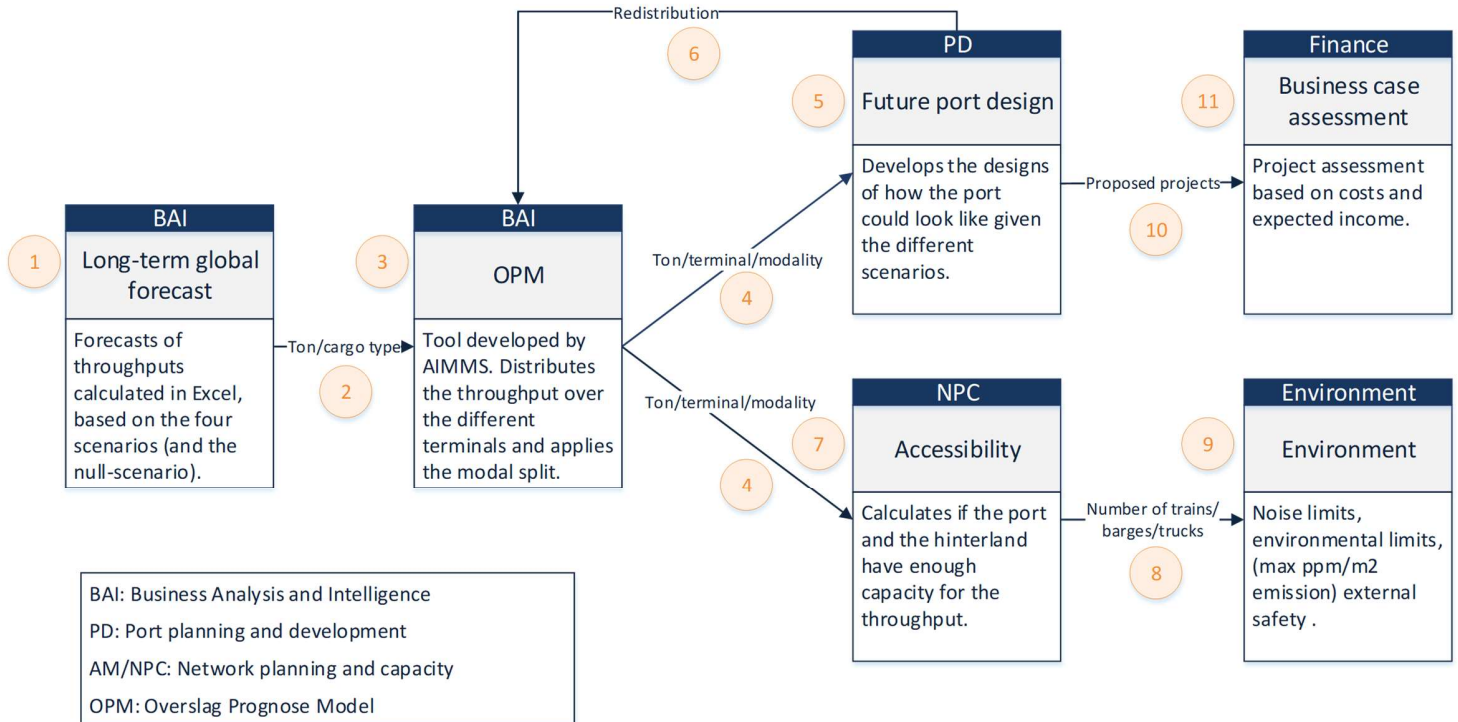 Redistribution
6
PD
5
Future port design
Develops the designs
of how the port
could look like given
the different
scenarios.
Finance
11
Business case
assessment
Project assessment
based on costs and
expected income.
Proposed projects
10
BAI
1
Long-term global
forecast
Forecasts of
throughputs
calculated in Excel,
based on the four
scenarios (and the
null-scenario).
Ton/cargo type
2
BAI
3
OPM
Tool developed by
AIMMS. Distributes
the throughput over
the different
terminals and applies
the modal split.
Ton/terminal/modality
4
Ton/terminal/modality
4
NPC
7
Accessibility
Calculates if the port
and the hinterland
have enough
capacity for the
throughput.
Number of trains/
barges/trucks
8
Environment
9
Environment
Noise limits,
environmental limits,
(max ppm/m2
emission) external
safety .
BAI: Business Analysis and Intelligence
PD: Port planning and development
AM/NPC: Network planning and capacity
OPM: Overslag Prognose Model